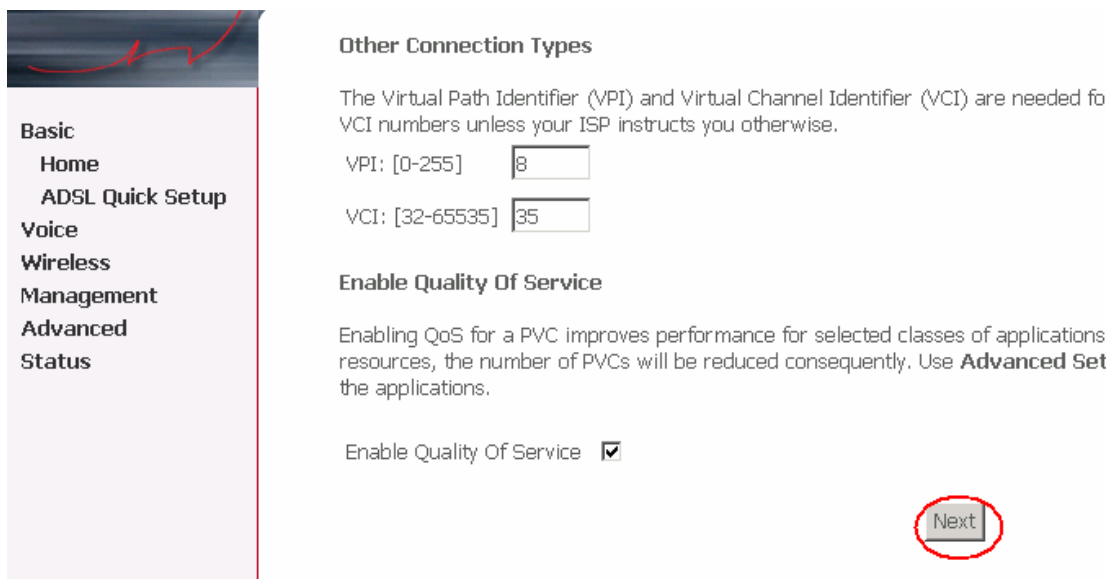 Basic
Home
ADSL Quick Setup
Voice
Wireless
Management
Advanced
Status
Other Connection Types
The Virtual Path Identifier (VPI) and Virtual Channel Identifier (VCI) are needed fo
VCI numbers unless your ISP instructs you otherwise.
VPI: [0-255] 8
VCI: [32-65535] 35
Enable Quality Of Service
Enabling QoS for a PVC improves performance for selected classes of applications
resources, the number of PVCs will be reduced consequently. Use Advanced Set
the applications.
Enable Quality Of Service
Next